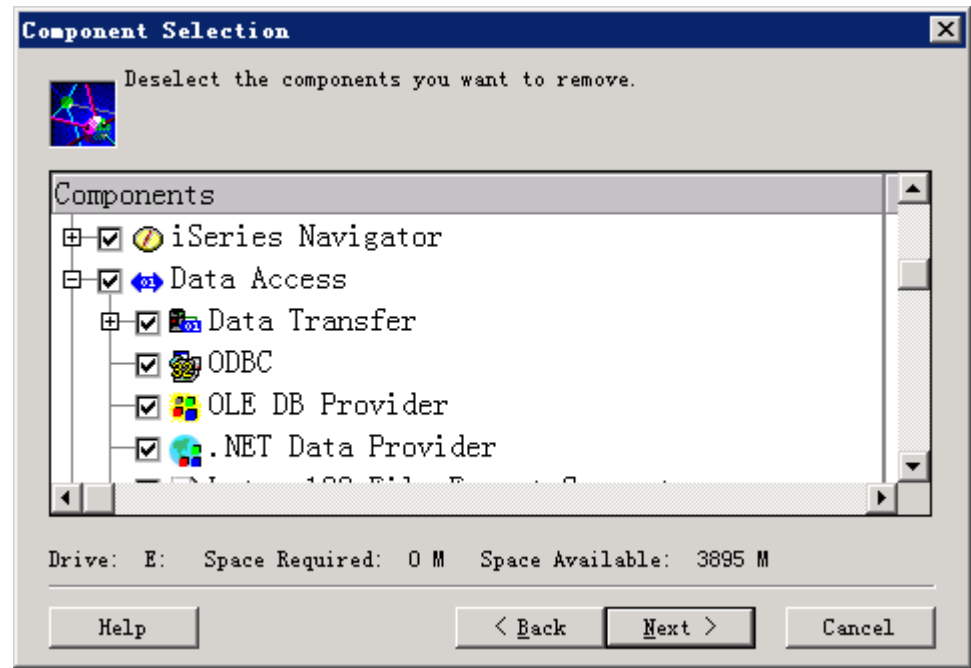 Component Selection
Deselect the components you want to remove.
Components
iSeries Navigator
Data Access
Data Transfer
ODBC
OLE DB Provider
.NET Data Provider
Drive: E: Space Required: 0 M Space Available: 3895 M
Help
< Back
Next >
Cancel